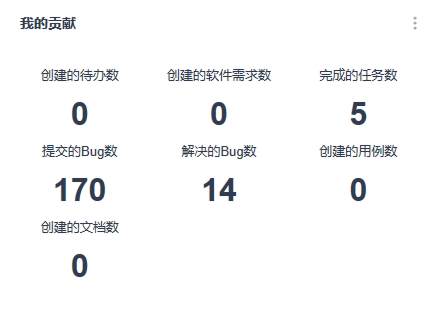 我的贡献
创建的待办数 创建的软件需求数 完成的任务数
0 0 5
提交的Bug数 解决的Bug数 创建的用例数
170 14 0
创建的文档数
0